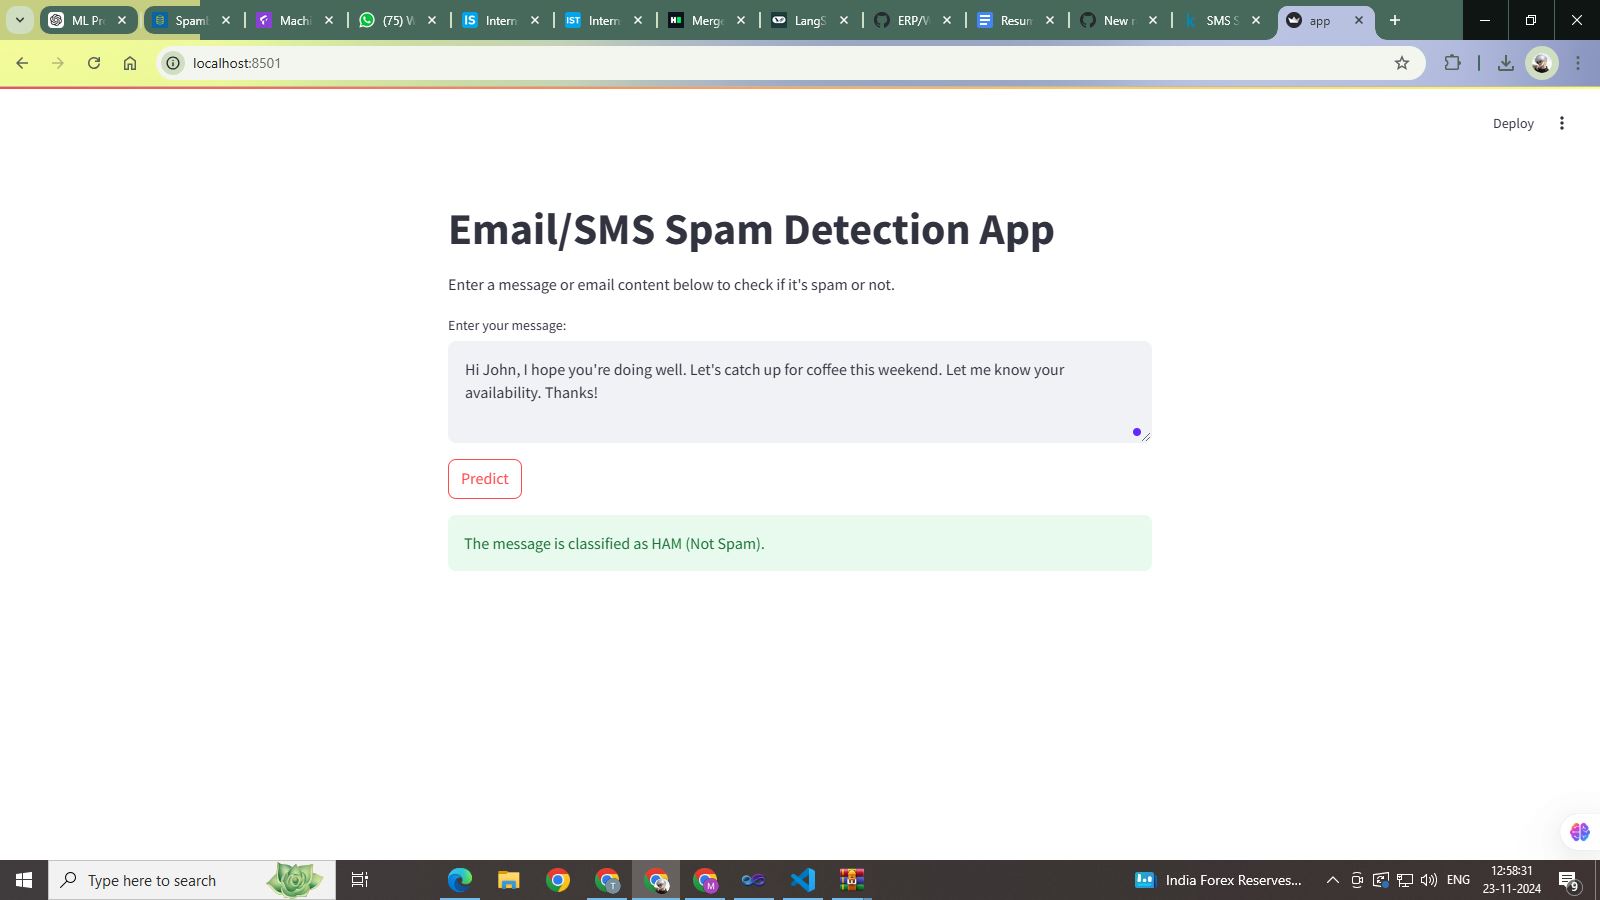 ML Pr
Spaml
Machi
(75) W
Intern
Intern
Merge
LangS
ERP/V
Resun
New r
SMS S
app
localhost:8501
Deploy
Email/SMS Spam Detection App
Enter a message or email content below to check if it's spam or not.
Enter your message:
Hi John, I hope you're doing well. Let's catch up for coffee this weekend. Let me know your
availability. Thanks!
Predict
The message is classified as HAM (Not Spam).
Type here to search
India Forex Reserves...
ENG
12:58:31
23-11-2024
9